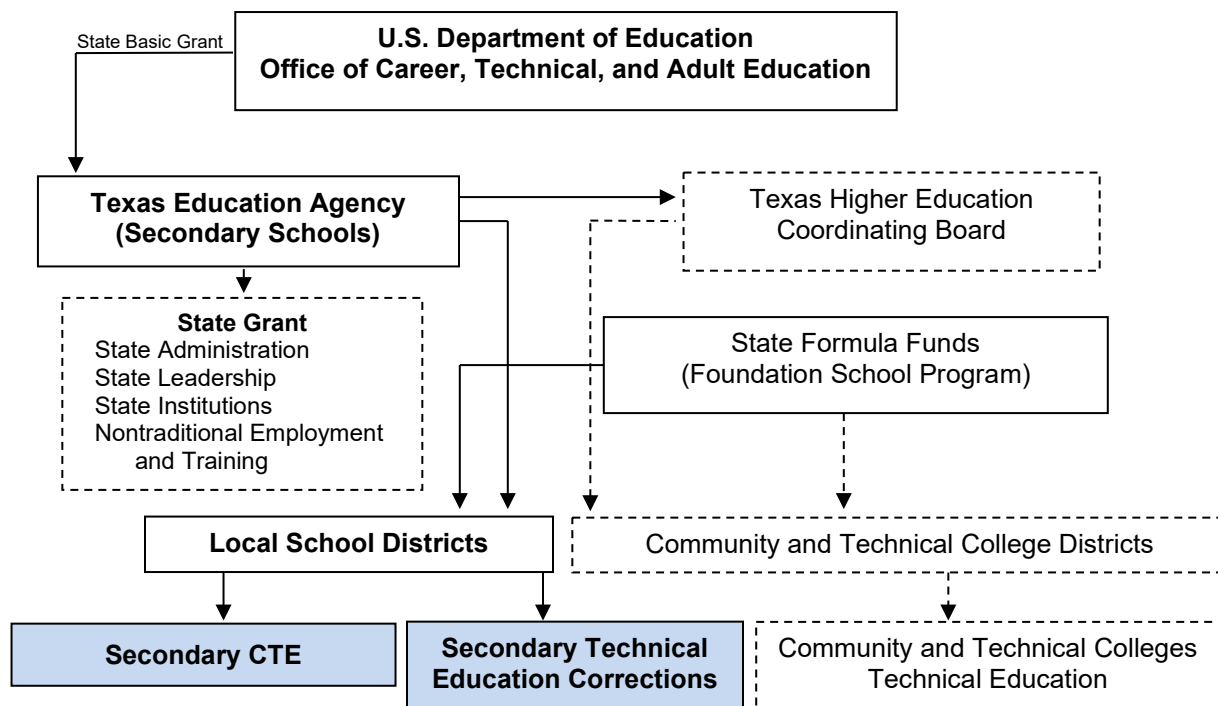 State Basic Grant
U.S. Department of Education
Office of Career, Technical, and Adult Education
Texas Education Agency
(Secondary Schools)
Texas Higher Education
Coordinating Board
State Grant
State Administration
State Leadership
State Institutions
Nontraditional Employment
and Training
State Formula Funds
(Foundation School Program)
Local School Districts
Community and Technical College Districts
Secondary CTE
Secondary Technical
Education Corrections
Community and Technical Colleges
Technical Education